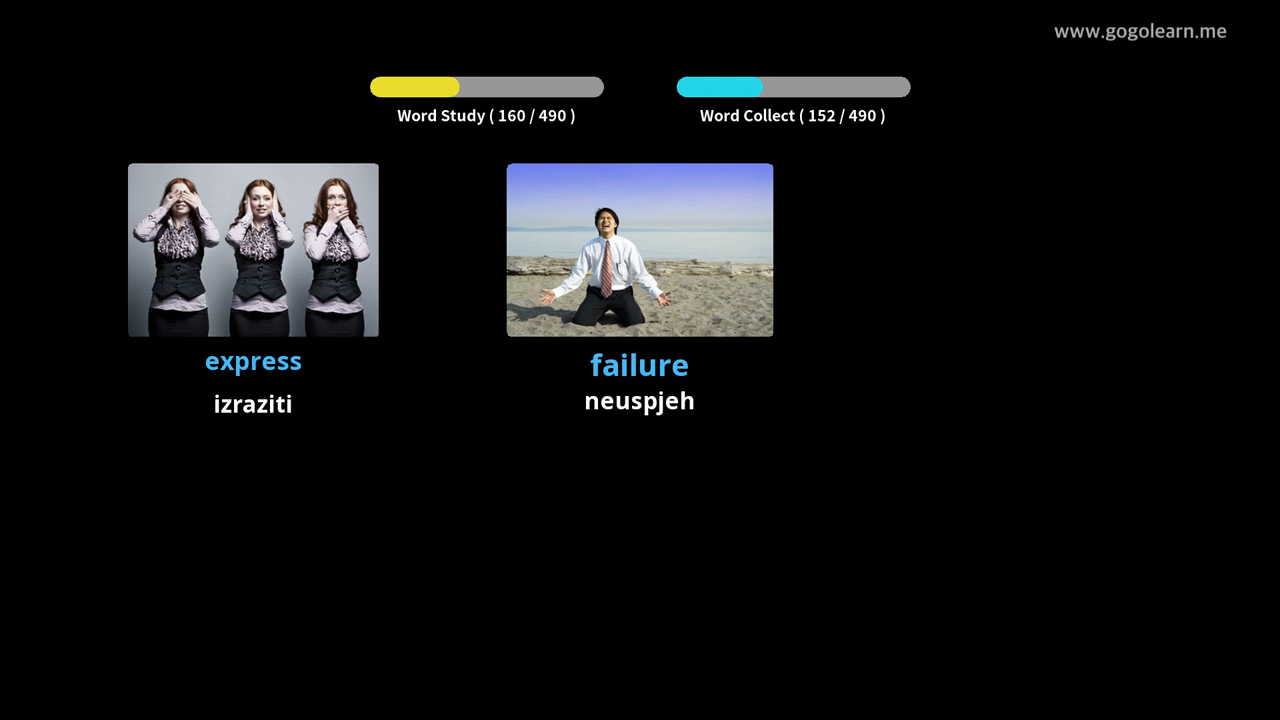 www.gogolearn.me
Word Study ( 160 / 490 )
Word Collect ( 152 / 490 )
express
izraziti
failure
neuspjeh